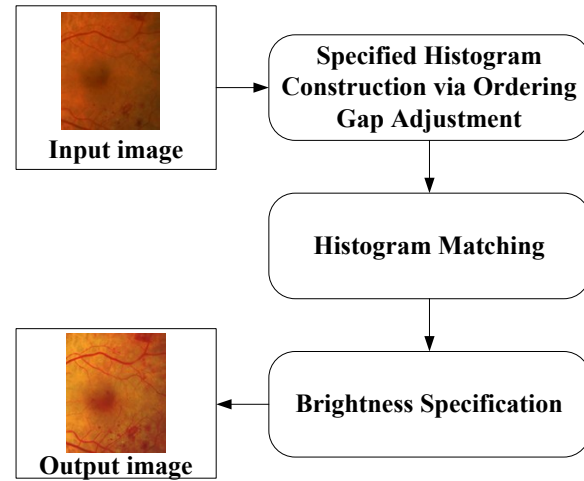 Input image
Specified Histogram
Construction via Ordering
Gap Adjustment
Histogram Matching
Brightness Specification
Output image